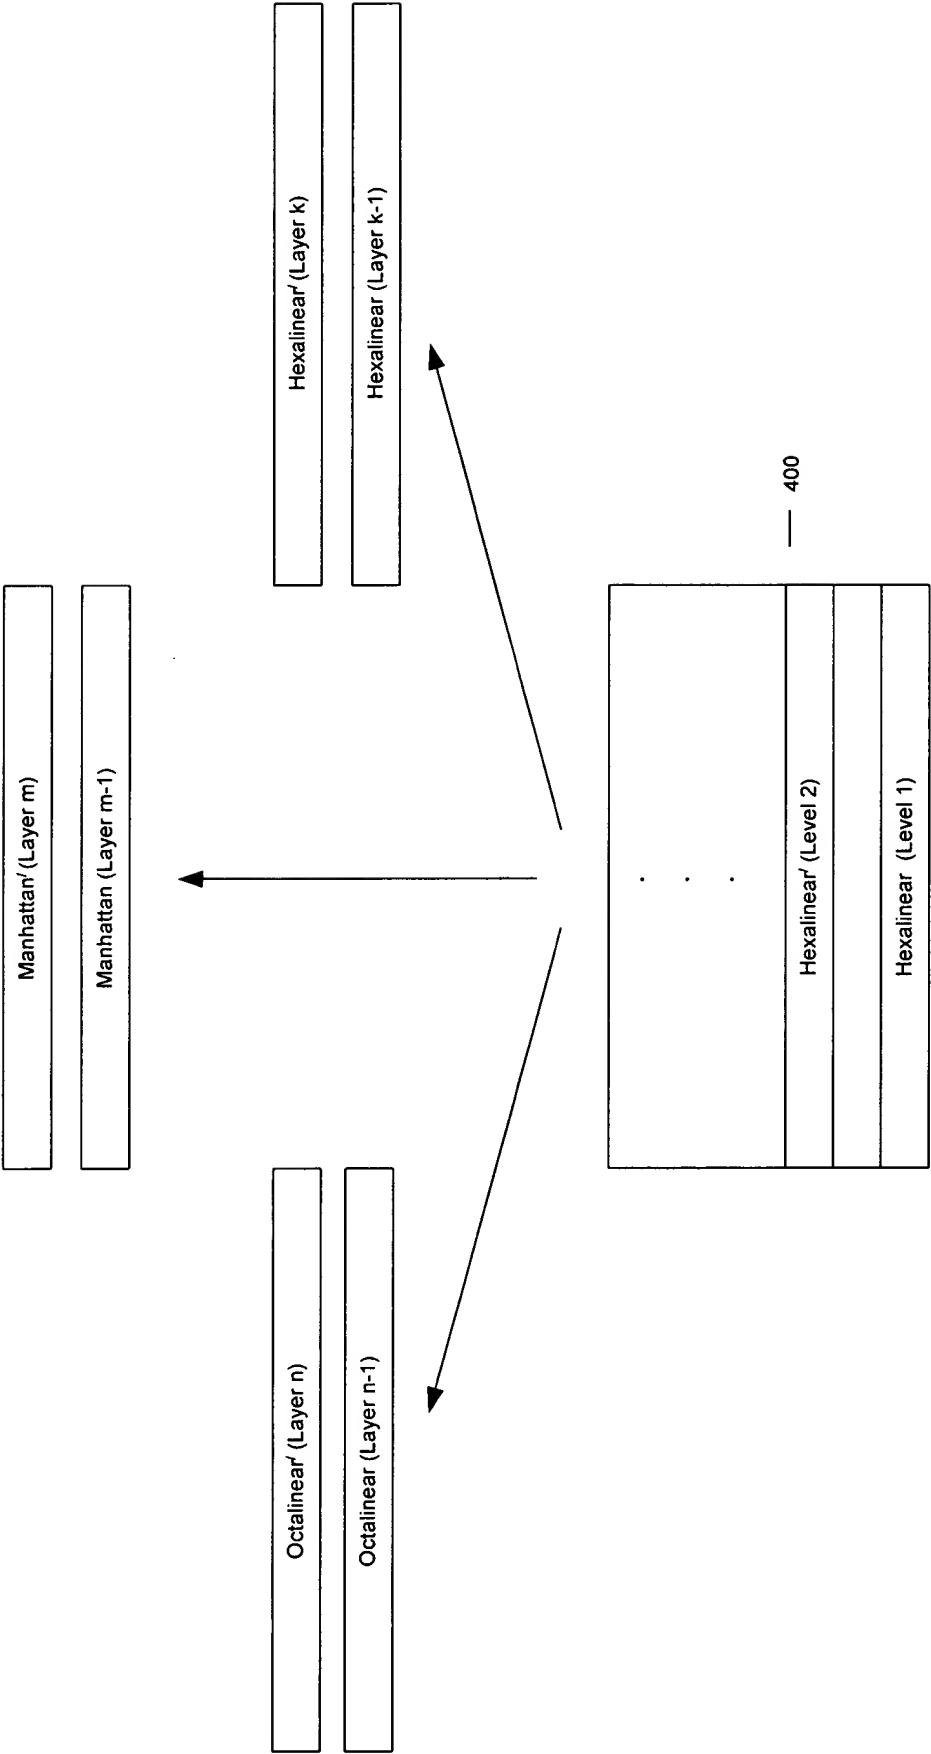 Manhattan′ (Layer m)
Manhattan (Layer m-1)
Octalinear′ (Layer n)
Octalinear (Layer n-1)
Hexalinear′ (Layer k)
Hexalinear (Layer k-1)
400
Hexalinear′ (Level 2)
Hexalinear (Level 1)